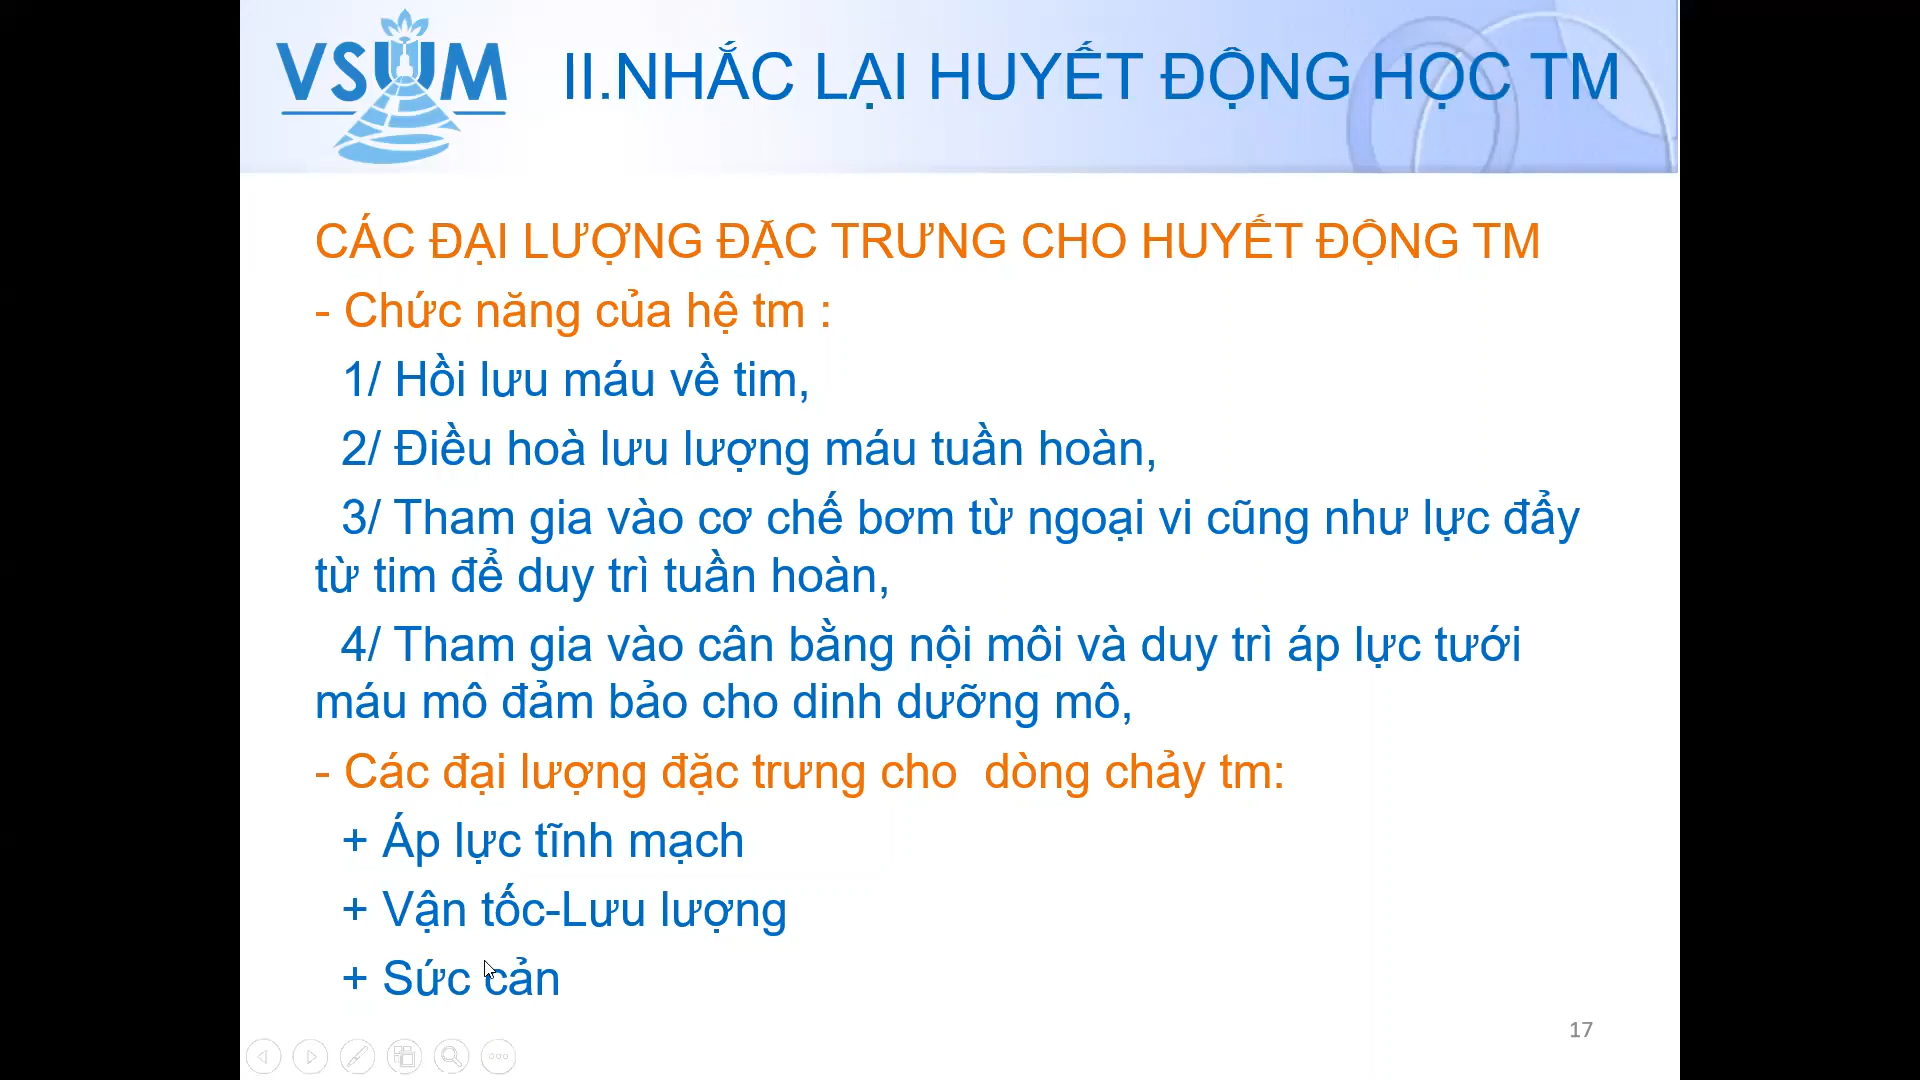 VSUM
II.NHẮC LẠI HUYẾT ĐỘNG HỌC TM
CÁC ĐẠI LƯỢNG ĐẶC TRƯNG CHO HUYẾT ĐỘNG TM
- Chức năng của hệ tm :
1/ Hồi lưu máu về tim,
2/ Điều hoà lưu lượng máu tuần hoàn,
3/ Tham gia vào cơ chế bơm từ ngoại vi cũng như lực đẩy
từ tim để duy trì tuần hoàn,
4/ Tham gia vào cân bằng nội môi và duy trì áp lực tưới
máu mô đảm bảo cho dinh dưỡng mô,
- Các đại lượng đặc trưng cho  dòng chảy tm:
+ Áp lực tĩnh mạch
+ Vận tốc-Lưu lượng
+ Sức cản
17